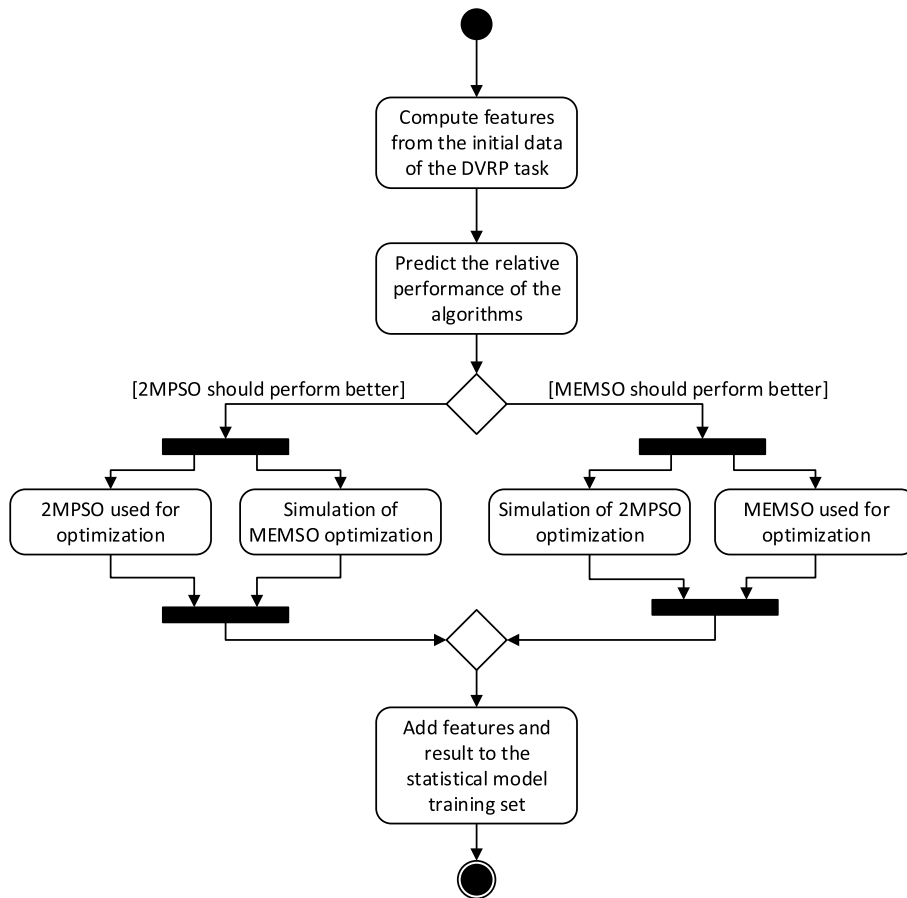 Compute features
from the initial data
of the DVRP task
Predict the relative
performance of the
algorithms
[2MPSO should perform better]
[MEMSO should perform better]
2MPSO used for
optimization
Simulation of
MEMSO optimization
Simulation of 2MPSO
optimization
MEMSO used for
optimization
Add features and
result to the
statistical model
training set